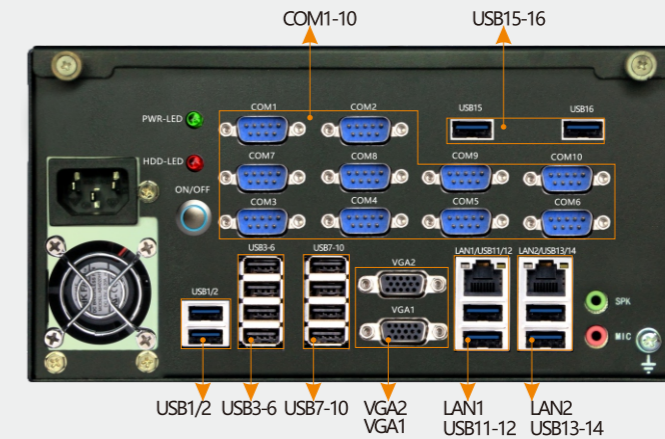 COM1-10
USB15-16
COM1
COM2
USB15
USB16
PWR-LED
HDD-LED
COM7
COM8
COM9
COM10
ON/OFF
COM3
COM4
COM5
COM6
USB3-6
USB7-10
LAN1/USB11/12
LAN2/USB13/14
VGA2
USB1/2
VGA1
SPK
MIC
USB1/2
USB3-6
USB7-10
VGA2
VGA1
LAN1
USB11-12
LAN2
USB13-14